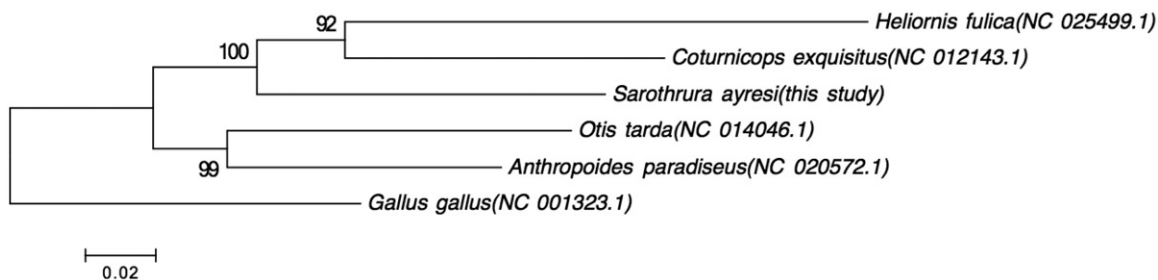 92
Heliornis fulica(NC 025499.1)
Coturnicops exquisitus(NC 012143.1)
100
Sarothrura ayresi(this study)
Otis tarda(NC 014046.1)
99
Anthropoides paradiseus(NC 020572.1)
Gallus gallus(NC 001323.1)
0.02